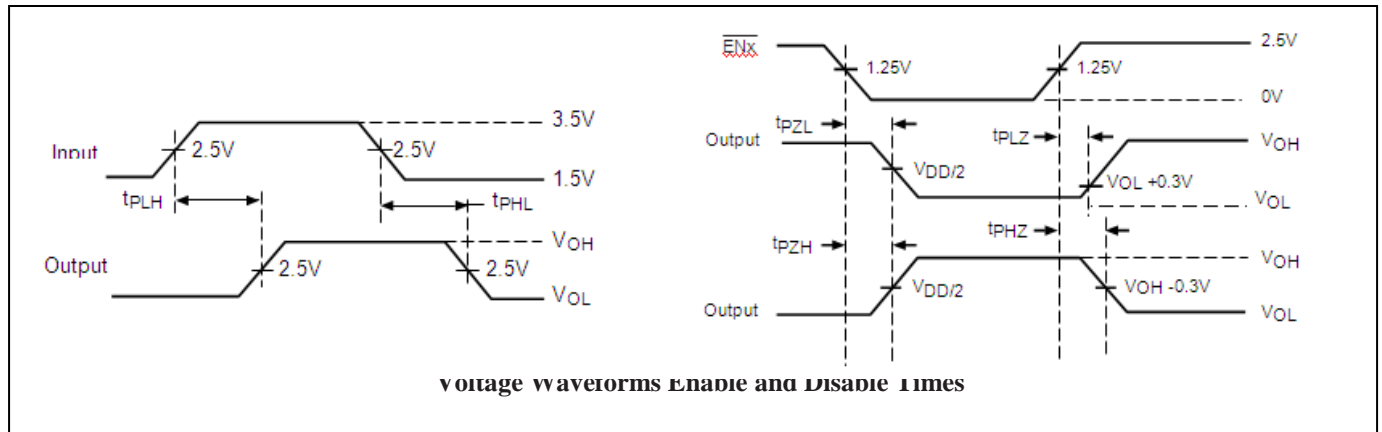 3.5V
Input
2.5V
2.5V
1.5V
tPLH
tPHL
VOH
Output
2.5V
2.5V
VOL
ENx
2.5V
1.25V
1.25V
0V
tPZL
tPLZ
Output
VOH
VDD/2
VOL +0.3V
VOL
tPHZ
tPZH
VOH
VDD/2
VOH -0.3V
Output
VOL
Voltage Waveforms Enable and Disable Times